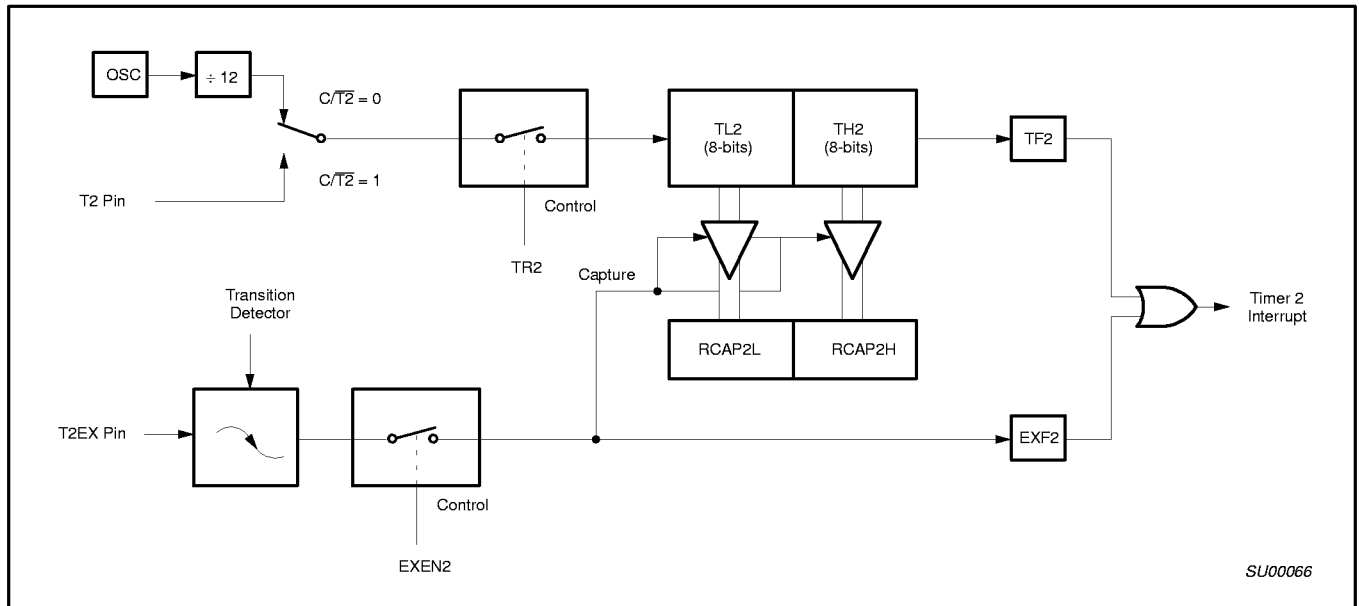 OSC
÷ 12
C/T2̅ = 0
TL2
(8-bits)
TH2
(8-bits)
TF2
C/T2̅ = 1
T2 Pin
Control
TR2
Capture
Transition
Detector
Timer 2
Interrupt
RCAP2L
RCAP2H
T2EX Pin
EXF2
Control
EXEN2
SU00066